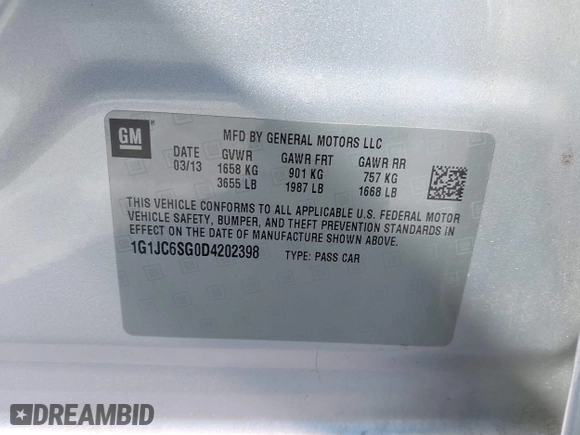 GM
MFD BY GENERAL MOTORS LLC
DATE GVWR GAWR FRT GAWR RR
03/13 1658 KG 901 KG 757 KG
3655 LB 1987 LB 1668 LB
THIS VEHICLE CONFORMS TO ALL APPLICABLE U.S. FEDERAL MOTOR
VEHICLE SAFETY, BUMPER, AND THEFT PREVENTION STANDARDS IN
EFFECT ON THE DATE OF MANUFACTURE SHOWN ABOVE.
1G1JC6SG0D4202398 TYPE: PASS CAR
DREAMBID